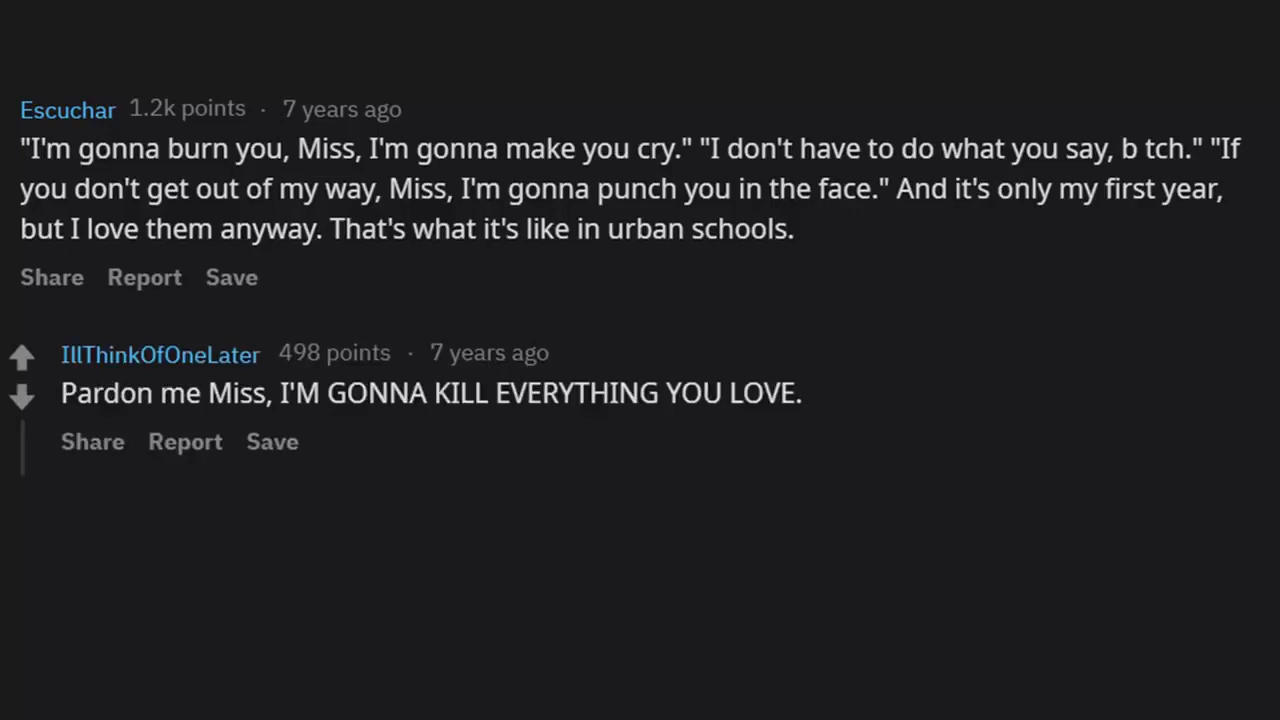 Escuchar 1.2k points · 7 years ago
"I'm gonna burn you, Miss, I'm gonna make you cry." "I don't have to do what you say, b tch." "If
you don't get out of my way, Miss, I'm gonna punch you in the face." And it's only my first year,
but I love them anyway. That's what it's like in urban schools.
Share Report Save
IllThinkOfOneLater 498 points · 7 years ago
Pardon me Miss, I'M GONNA KILL EVERYTHING YOU LOVE.
Share Report Save